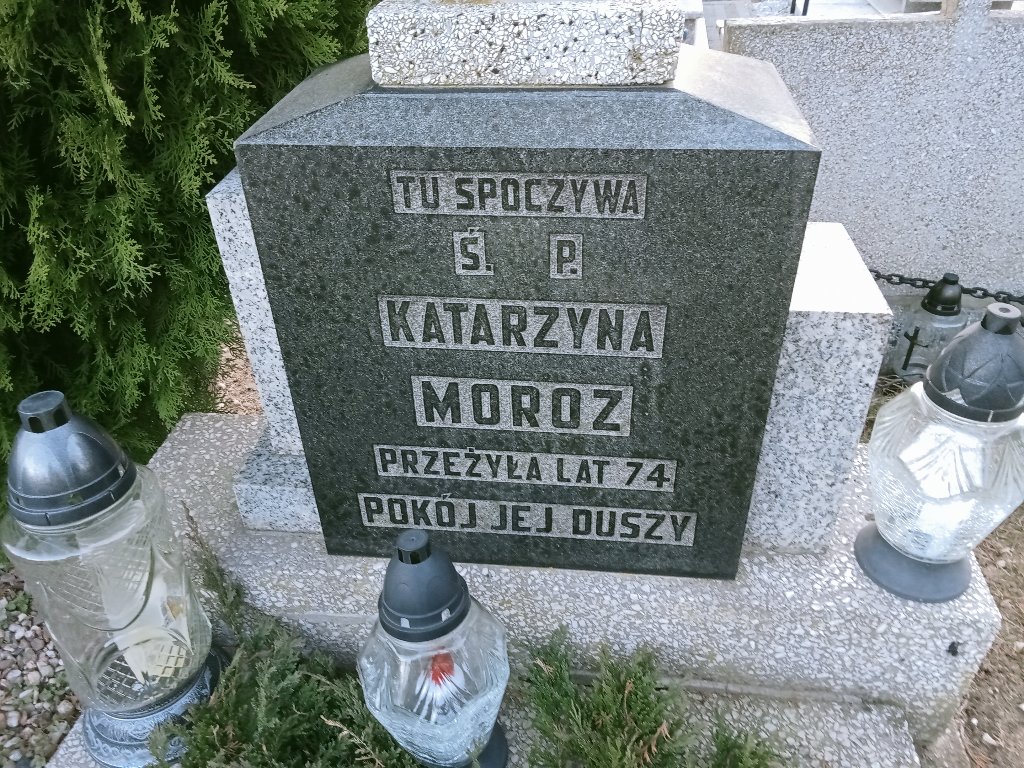 TU SPOCZYWA
Ś. P.
KATARZYNA
MOROZ
PRZEŻYŁA LAT 74
POKÓJ JEJ DUSZY